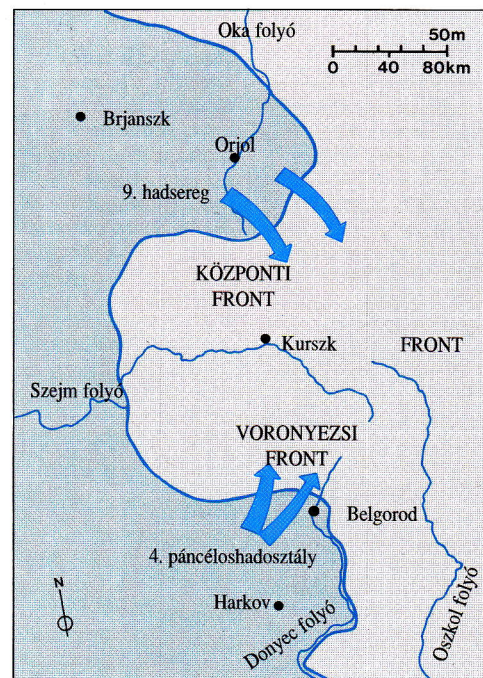 Oka folyó
50m
0 40 80km
Brjanszk
Orjol
9. hadsereg
KÖZPONTI
FRONT
Kurszk
FRONT
Szejm folyó
VORONYEZSI
FRONT
Belgorod
4. páncéloshadosztály
N
Harkov
Donyec folyó
Oszkol folyó